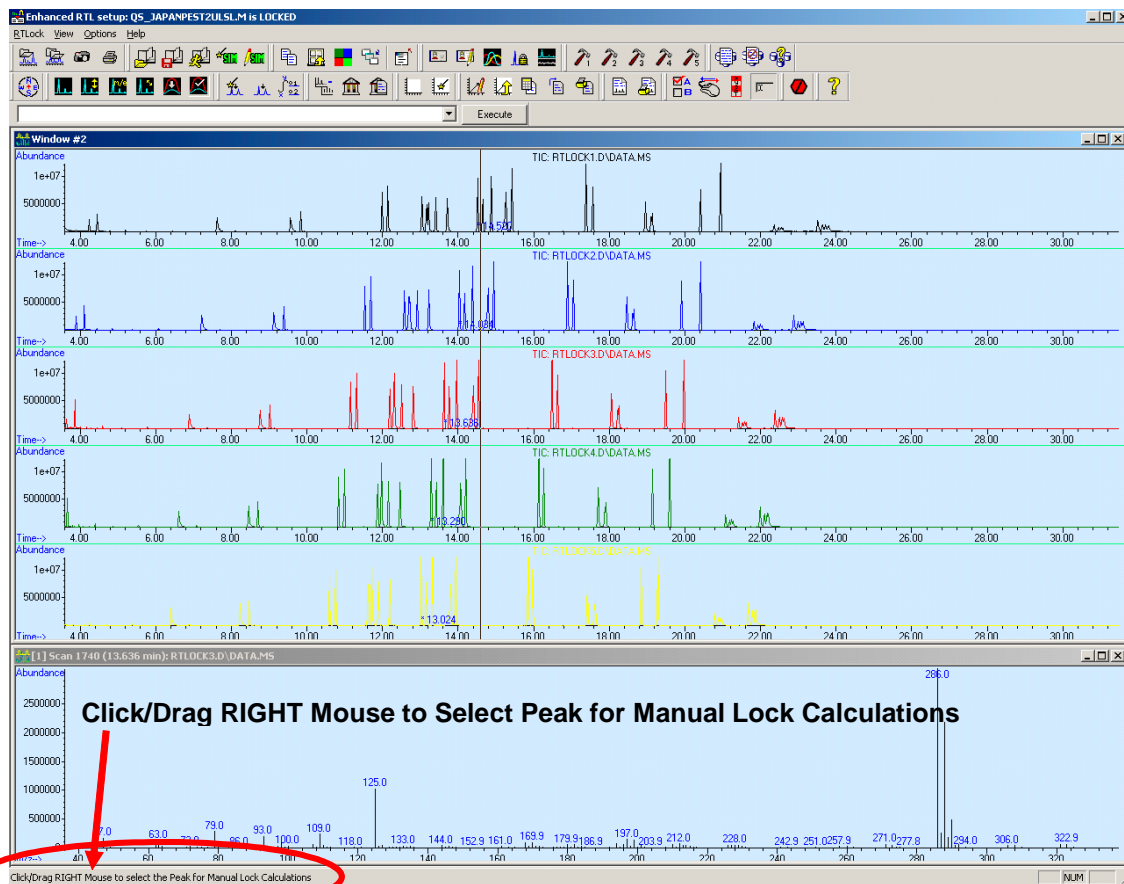 Enhanced RTL setup: QS_JAPANPEST2ULSL.M is LOCKED
RTLock View Options Help
Execute
Window #2
Abundance
TIC: RTLOCK1.D\DATA.MS
1e+07
5000000
Time-->
4.00 6.00 8.00 10.00 12.00 14.00 16.00 18.00 20.00 22.00 24.00 26.00 28.00 30.00
Abundance
TIC: RTLOCK2.D\DATA.MS
1e+07
5000000
* 14.031
Time-->
4.00 6.00 8.00 10.00 12.00 14.00 16.00 18.00 20.00 22.00 24.00 26.00 28.00 30.00
Abundance
TIC: RTLOCK3.D\DATA.MS
1e+07
5000000
* 13.636
Time-->
4.00 6.00 8.00 10.00 12.00 14.00 16.00 18.00 20.00 22.00 24.00 26.00 28.00 30.00
Abundance
TIC: RTLOCK4.D\DATA.MS
1e+07
5000000
13.290
Time-->
4.00 6.00 8.00 10.00 12.00 14.00 16.00 18.00 20.00 22.00 24.00 26.00 28.00 30.00
Abundance
TIC: RTLOCK5.D\DATA.MS
1e+07
5000000
* 13.024
Time-->
4.00 6.00 8.00 10.00 12.00 14.00 16.00 18.00 20.00 22.00 24.00 26.00 28.00 30.00
[1] Scan 1740 (13.636 min): RTLOCK3.D\DATA.MS
Abundance
286.0
2500000
Click/Drag RIGHT Mouse to Select Peak for Manual Lock Calculations
2000000
1500000
1000000
125.0
500000
63.0 79.0 93.0 100.0 109.0 118.0 133.0 144.0 152.9 161.0 169.9 179.9 186.9 197.0 203.9 212.0 228.0 242.9 251.0 257.9 271.0 277.8 294.0 306.0 322.9
0
40 60 80 100 120 140 160 180 200 220 240 260 280 300 320
Click/Drag RIGHT Mouse to select the Peak for Manual Lock Calculations
NUM